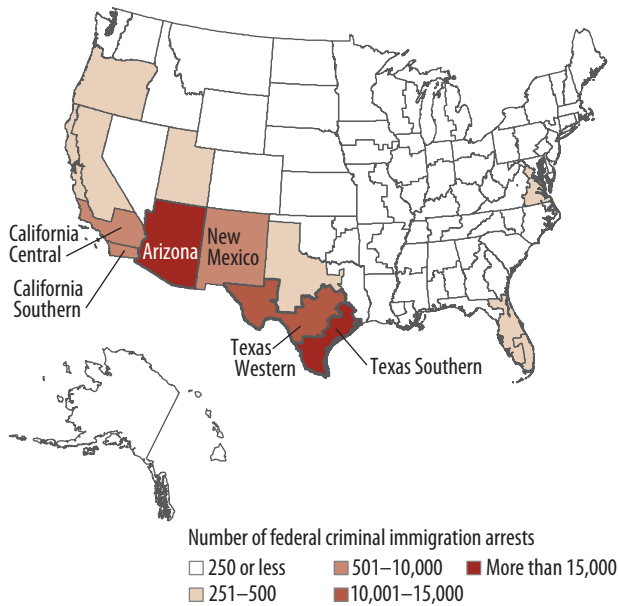 California
Central
Arizona
New
Mexico
California
Southern
Texas
Western
Texas Southern
Number of federal criminal immigration arrests
250 or less
501–10,000
More than 15,000
251–500
10,001–15,000